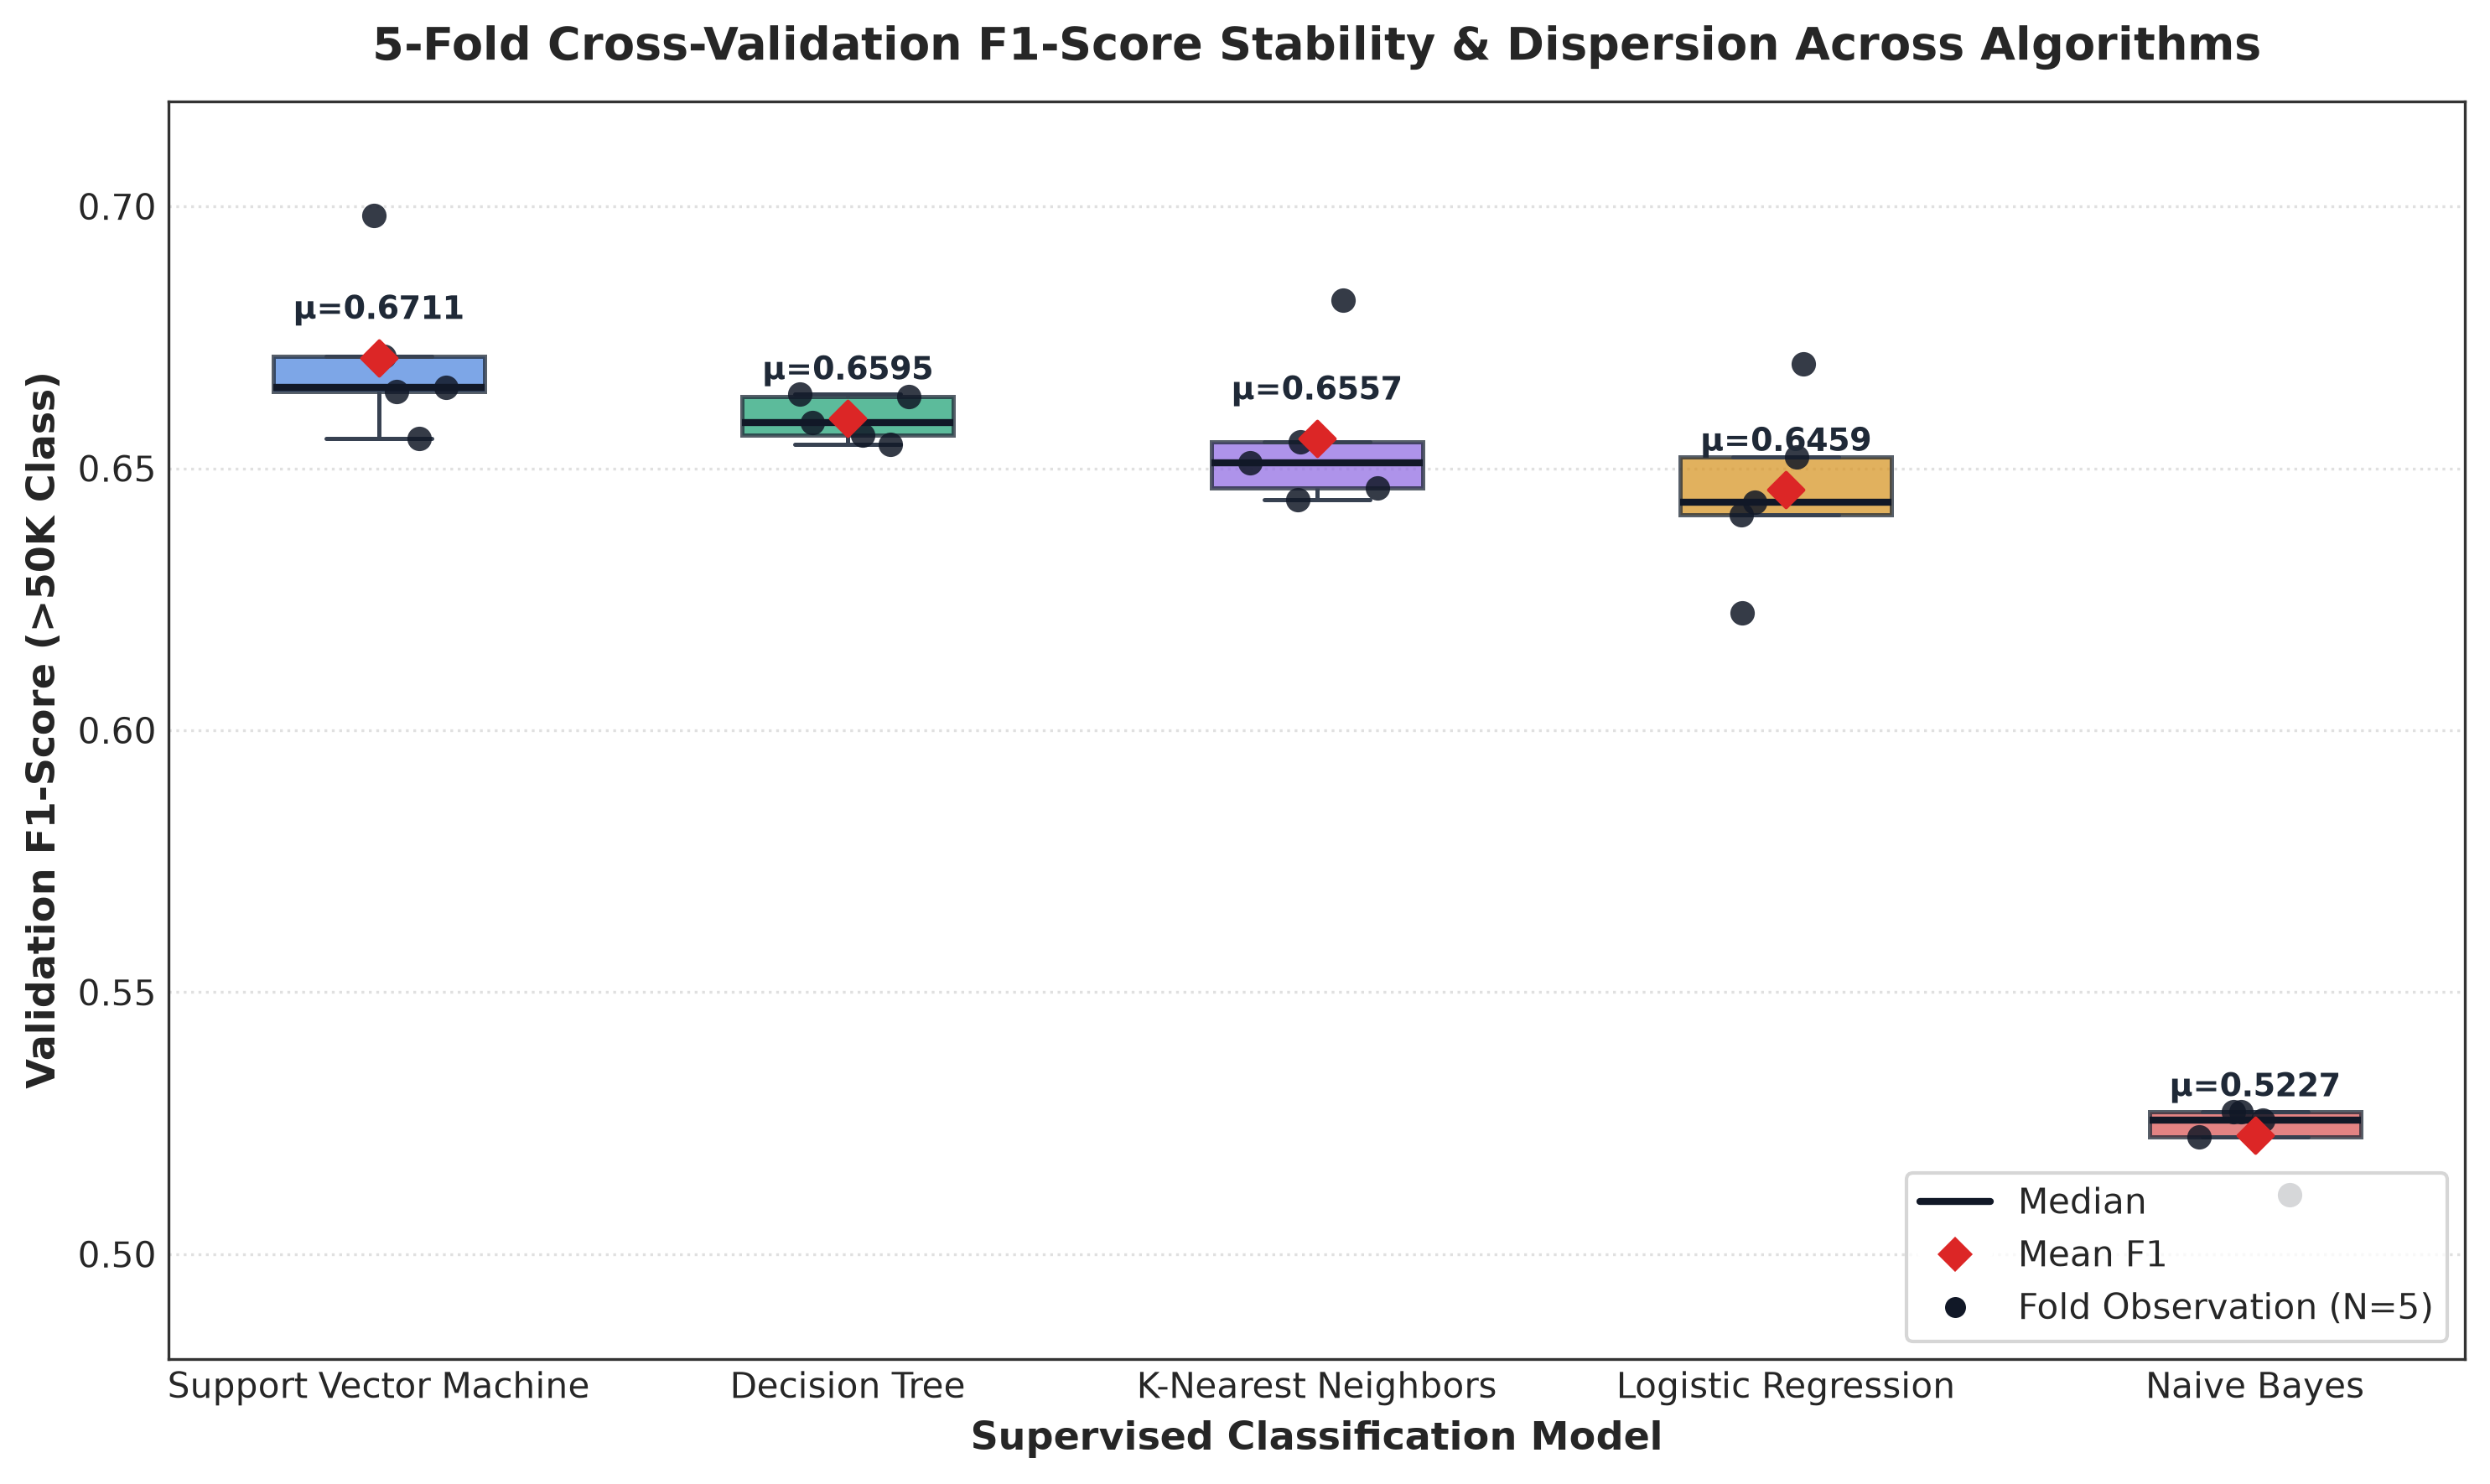 5-Fold Cross-Validation F1-Score Stability & Dispersion Across Algorithms
Validation F1-Score (>50K Class)
0.70
0.65
0.60
0.55
0.50
μ=0.6711
μ=0.6595
μ=0.6557
μ=0.6459
μ=0.5227
Median
Mean F1
Fold Observation (N=5)
Support Vector Machine
Decision Tree
K-Nearest Neighbors
Logistic Regression
Naive Bayes
Supervised Classification Model